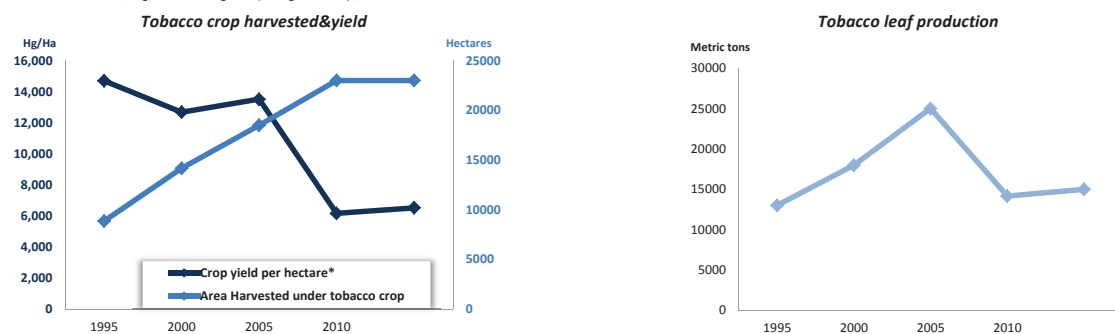 Tobacco crop harvested&yield
Hg/Ha
Hectares
16,000
14,000
12,000
10,000
8,000
6,000
4,000
2,000
0
25000
20000
15000
10000
5000
0
Crop yield per hectare*
Area Harvested under tobacco crop
1995 2000 2005 2010
Tobacco leaf production
Metric tons
30000
25000
20000
15000
10000
5000
0
1995 2000 2005 2010